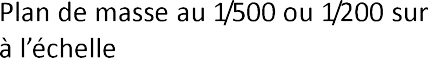 Plan de masse au 1/500 ou 1/200 sur
à l’échelle